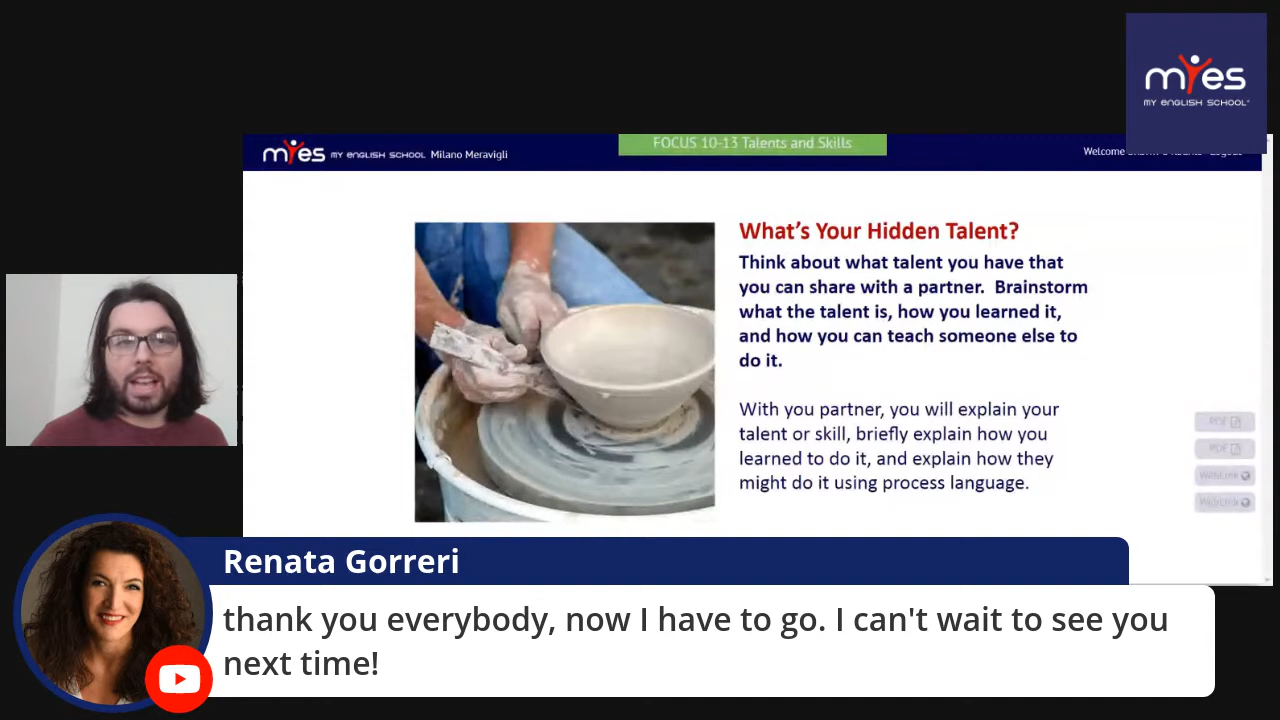 myes
MY ENGLISH SCHOOL
myes MY ENGLISH SCHOOL Milano Meravigli
FOCUS 10-13 Talents and Skills
Welcome
What's Your Hidden Talent?
Think about what talent you have that
you can share with a partner. Brainstorm
what the talent is, how you learned it,
and how you can teach someone else to
do it.
With you partner, you will explain your
talent or skill, briefly explain how you
learned to do it, and explain how they
might do it using process language.
PDF
PDF
WebLink
WebLink
Renata Gorreri
thank you everybody, now I have to go. I can't wait to see you
next time!